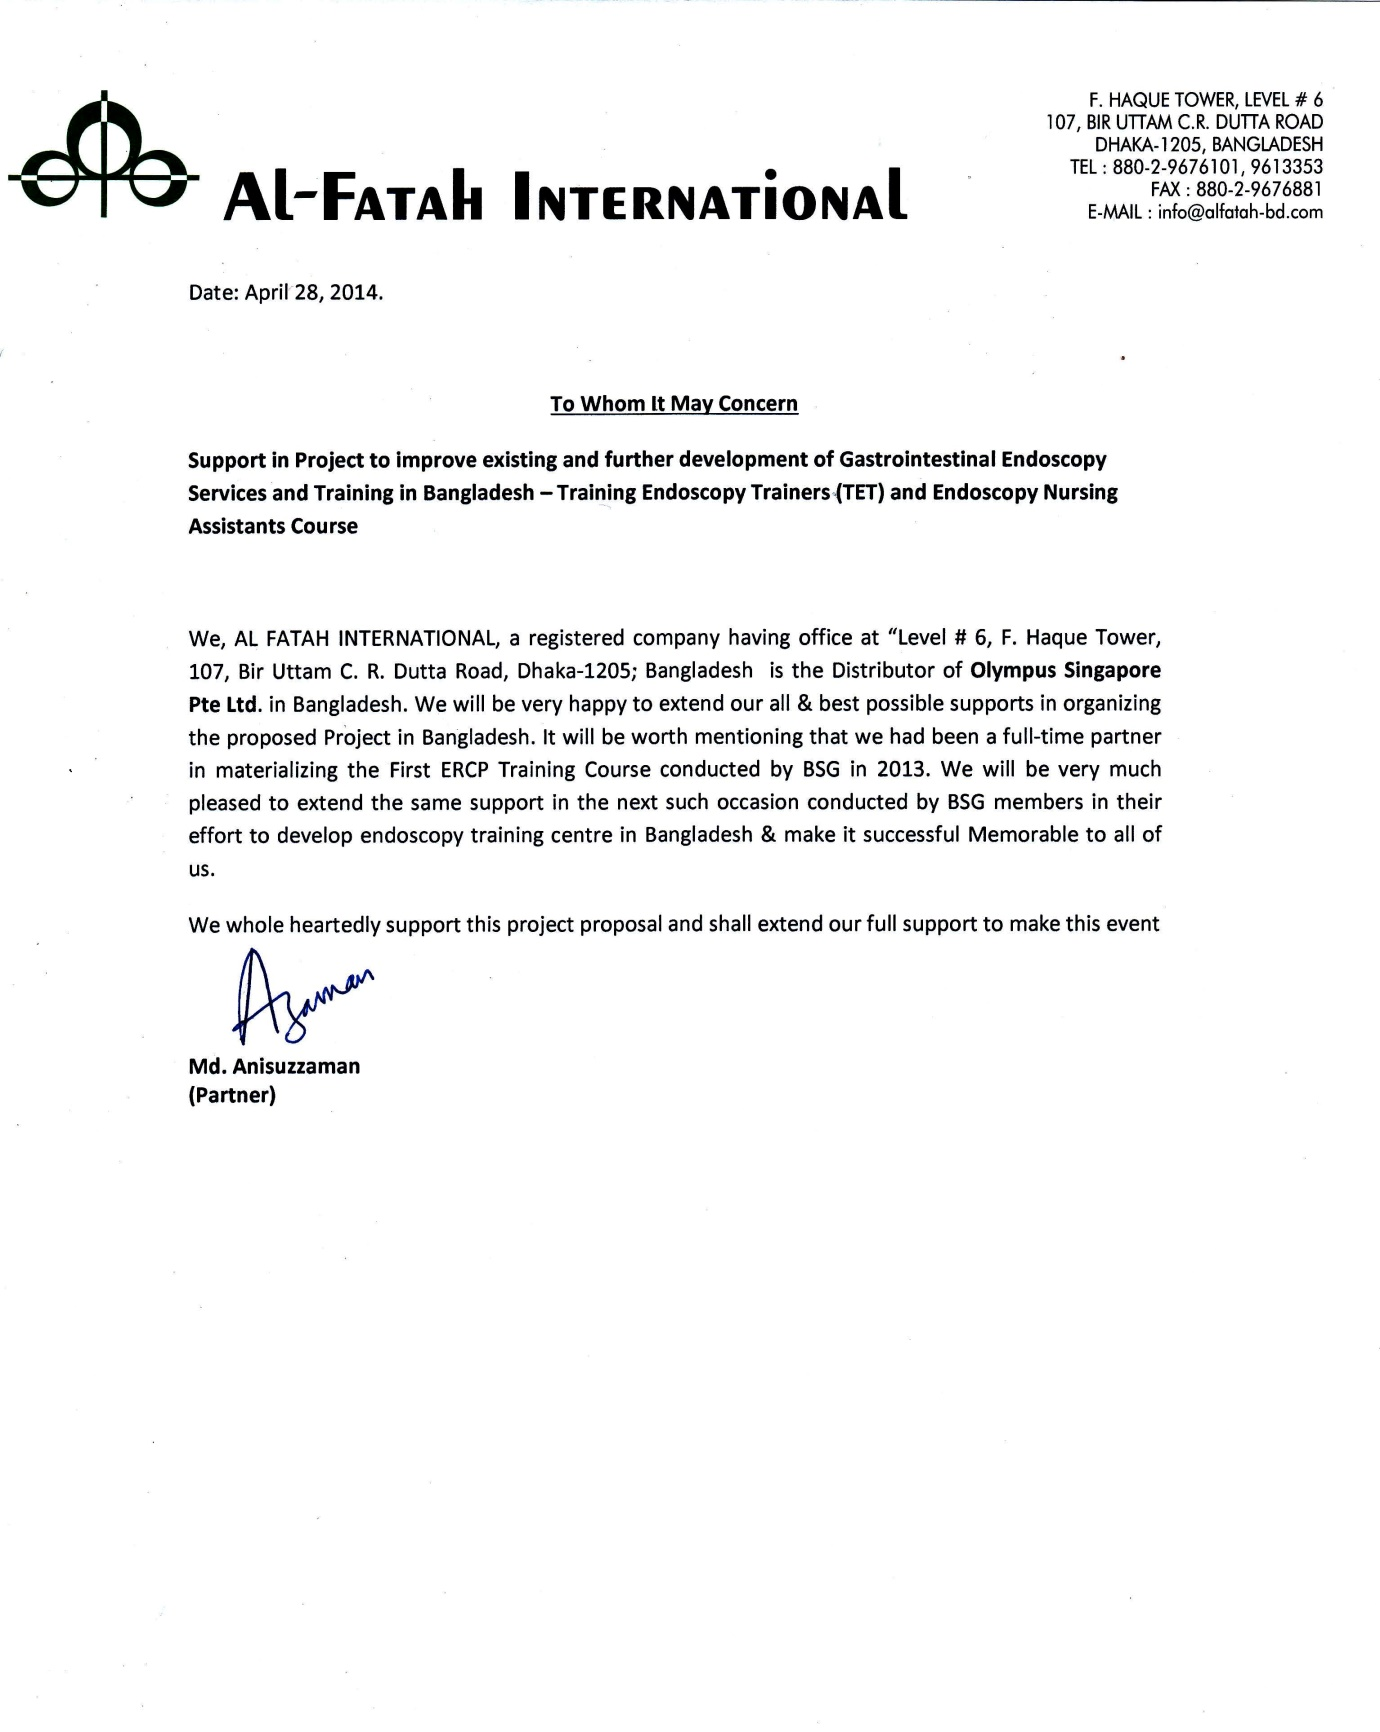 F. HAQUE TOWER, LEVEL # 6
107, BIR UTTAM C.R. DUTTA ROAD
DHAKA-1205, BANGLADESH
TEL : 880-2-9676101, 9613353
FAX : 880-2-9676881
E-MAIL : info@alfatah-bd.com
Al-Fatah International
Date: April 28, 2014.
To Whom It May Concern
Support in Project to improve existing and further development of Gastrointestinal Endoscopy
Services and Training in Bangladesh – Training Endoscopy Trainers (TET) and Endoscopy Nursing
Assistants Course
We, AL FATAH INTERNATIONAL, a registered company having office at “Level # 6, F. Haque Tower,
107, Bir Uttam C. R. Dutta Road, Dhaka-1205; Bangladesh is the Distributor of Olympus Singapore
Pte Ltd. in Bangladesh. We will be very happy to extend our all & best possible supports in organizing
the proposed Project in Bangladesh. It will be worth mentioning that we had been a full-time partner
in materializing the First ERCP Training Course conducted by BSG in 2013. We will be very much
pleased to extend the same support in the next such occasion conducted by BSG members in their
effort to develop endoscopy training centre in Bangladesh & make it successful Memorable to all of
us.
We whole heartedly support this project proposal and shall extend our full support to make this event
Azaman
Md. Anisuzzaman
(Partner)